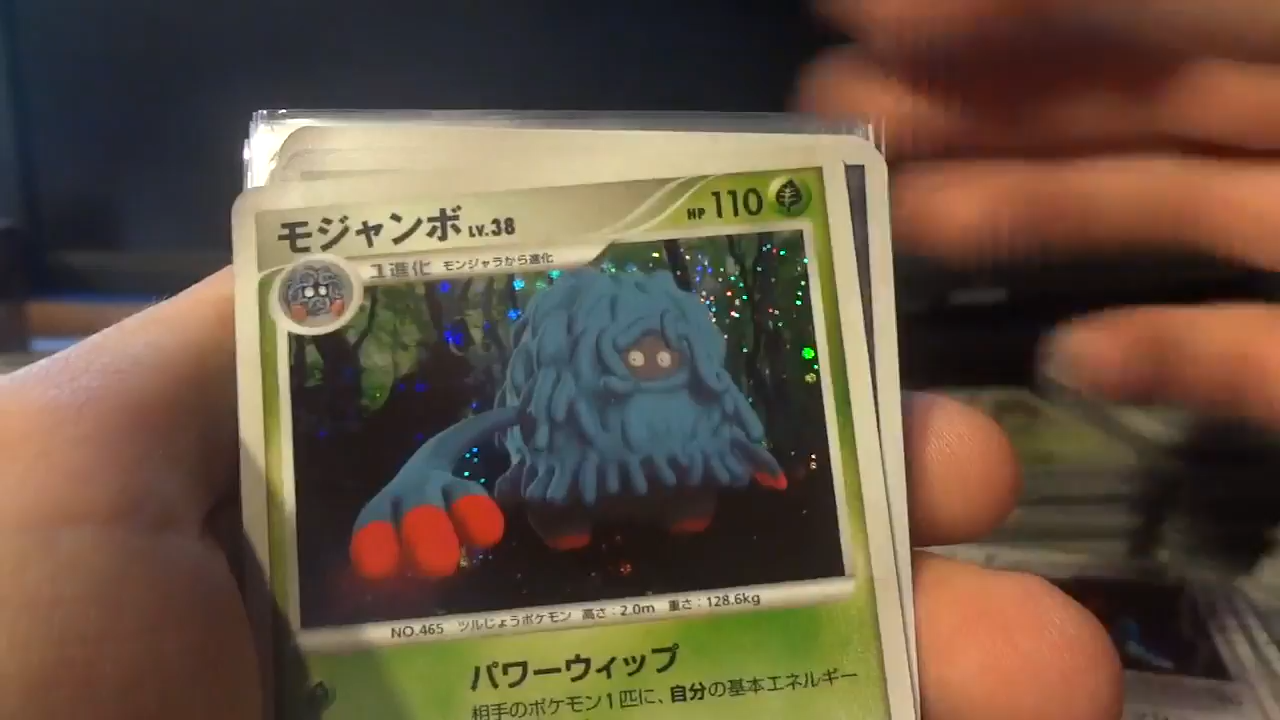 モジャンボ LV.38 HP 110
1進化 モンジャラから進化
NO.465 ツルじょうポケモン 高さ:2.0m 重さ:128.6kg
パワーウィップ
相手のポケモン1匹に、自分の基本エネルギー